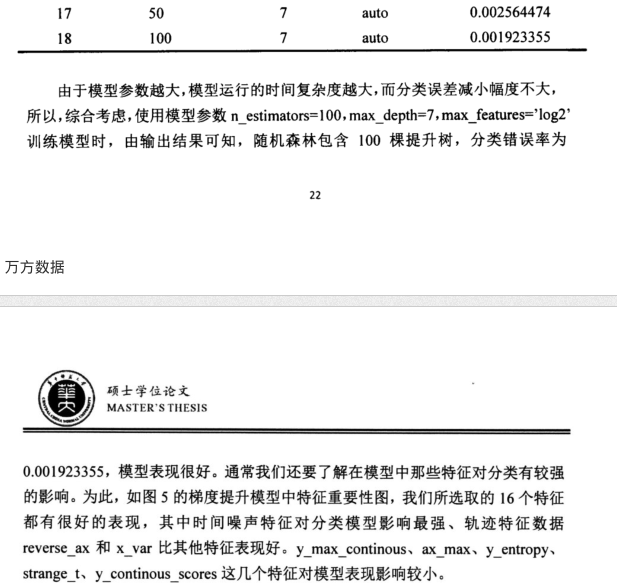 17 50 7 auto 0.002564474
18 100 7 auto 0.001923355
由于模型参数越大，模型运行的时间复杂度越大，而分类误差减小幅度不大，
所以，综合考虑，使用模型参数 n_estimators=100，max_depth=7，max_features='log2'
训练模型时，由输出结果可知，随机森林包含 100 棵提升树，分类错误率为
22
万方数据
硕士学位论文
MASTER'S THESIS
0.001923355，模型表现很好。通常我们还要了解在模型中那些特征对分类有较强
的影响。为此，如图 5 的梯度提升模型中特征重要性图，我们所选取的 16 个特征
都有很好的表现，其中时间噪声特征对分类模型影响最强、轨迹特征数据
reverse_ax 和 x_var 比其他特征表现好。y_max_continous、ax_max、y_entropy、
strange_t、y_continous_scores 这几个特征对模型表现影响较小。